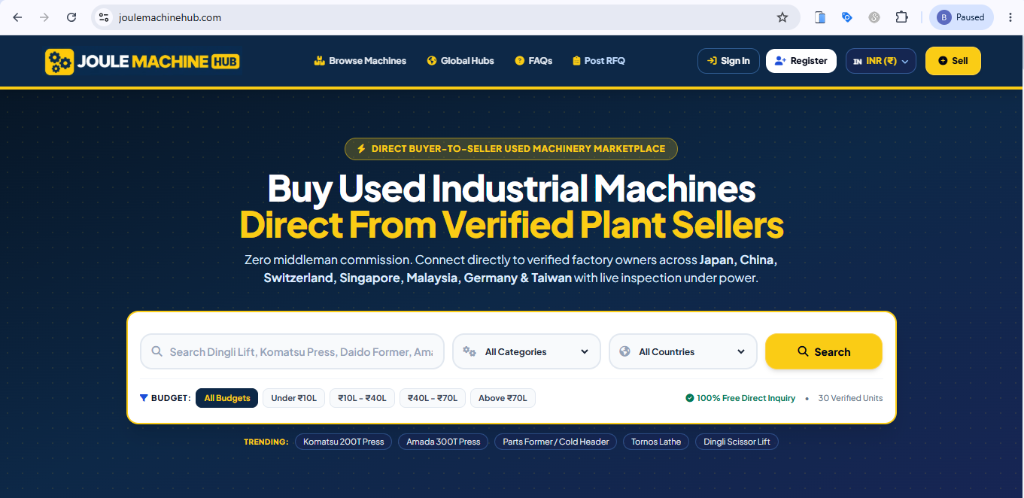 joulemachinehub.com
B Paused
JOULE MACHINE HUB
Browse Machines
Global Hubs
FAQs
Post RFQ
Sign In
Register
IN INR (₹)
Sell
DIRECT BUYER-TO-SELLER USED MACHINERY MARKETPLACE
Buy Used Industrial Machines
Direct From Verified Plant Sellers
Zero middleman commission. Connect directly to verified factory owners across Japan, China,
Switzerland, Singapore, Malaysia, Germany & Taiwan with live inspection under power.
Search Dingli Lift, Komatsu Press, Daido Former, Ama
All Categories
All Countries
Search
BUDGET:
All Budgets
Under ₹10L
₹10L - ₹40L
₹40L - ₹70L
Above ₹70L
100% Free Direct Inquiry
• 30 Verified Units
TRENDING:
Komatsu 200T Press
Amada 300T Press
Parts Former / Cold Header
Tornos Lathe
Dingli Scissor Lift